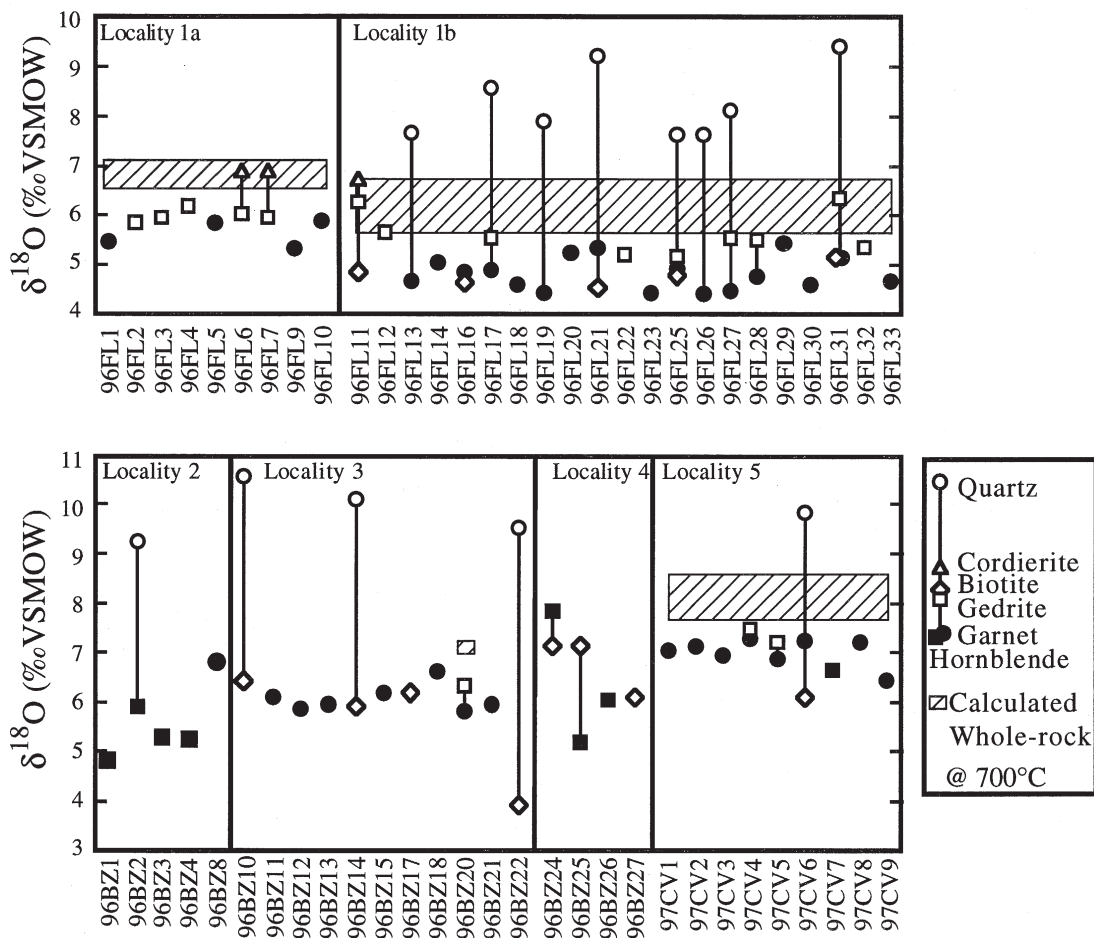 Locality 1a
Locality 1b
δ18O (‰ VSMOW)
10
9
8
7
6
5
4
96FL1
96FL2
96FL3
96FL4
96FL5
96FL6
96FL7
96FL9
96FL10
96FL11
96FL12
96FL13
96FL14
96FL16
96FL17
96FL18
96FL19
96FL20
96FL21
96FL22
96FL23
96FL25
96FL26
96FL27
96FL28
96FL29
96FL30
96FL31
96FL32
96FL33
Locality 2
Locality 3
Locality 4
Locality 5
δ18O (‰ VSMOW)
11
10
9
8
7
6
5
4
3
96BZ1
96BZ2
96BZ3
96BZ4
96BZ8
96BZ10
96BZ11
96BZ12
96BZ13
96BZ14
96BZ15
96BZ17
96BZ18
96BZ20
96BZ21
96BZ22
96BZ24
96BZ25
96BZ26
96BZ27
97CV1
97CV2
97CV3
97CV4
97CV5
97CV6
97CV7
97CV8
97CV9
Quartz
Cordierite
Biotite
Gedrite
Garnet
Hornblende
Calculated
Whole-rock
@ 700°C